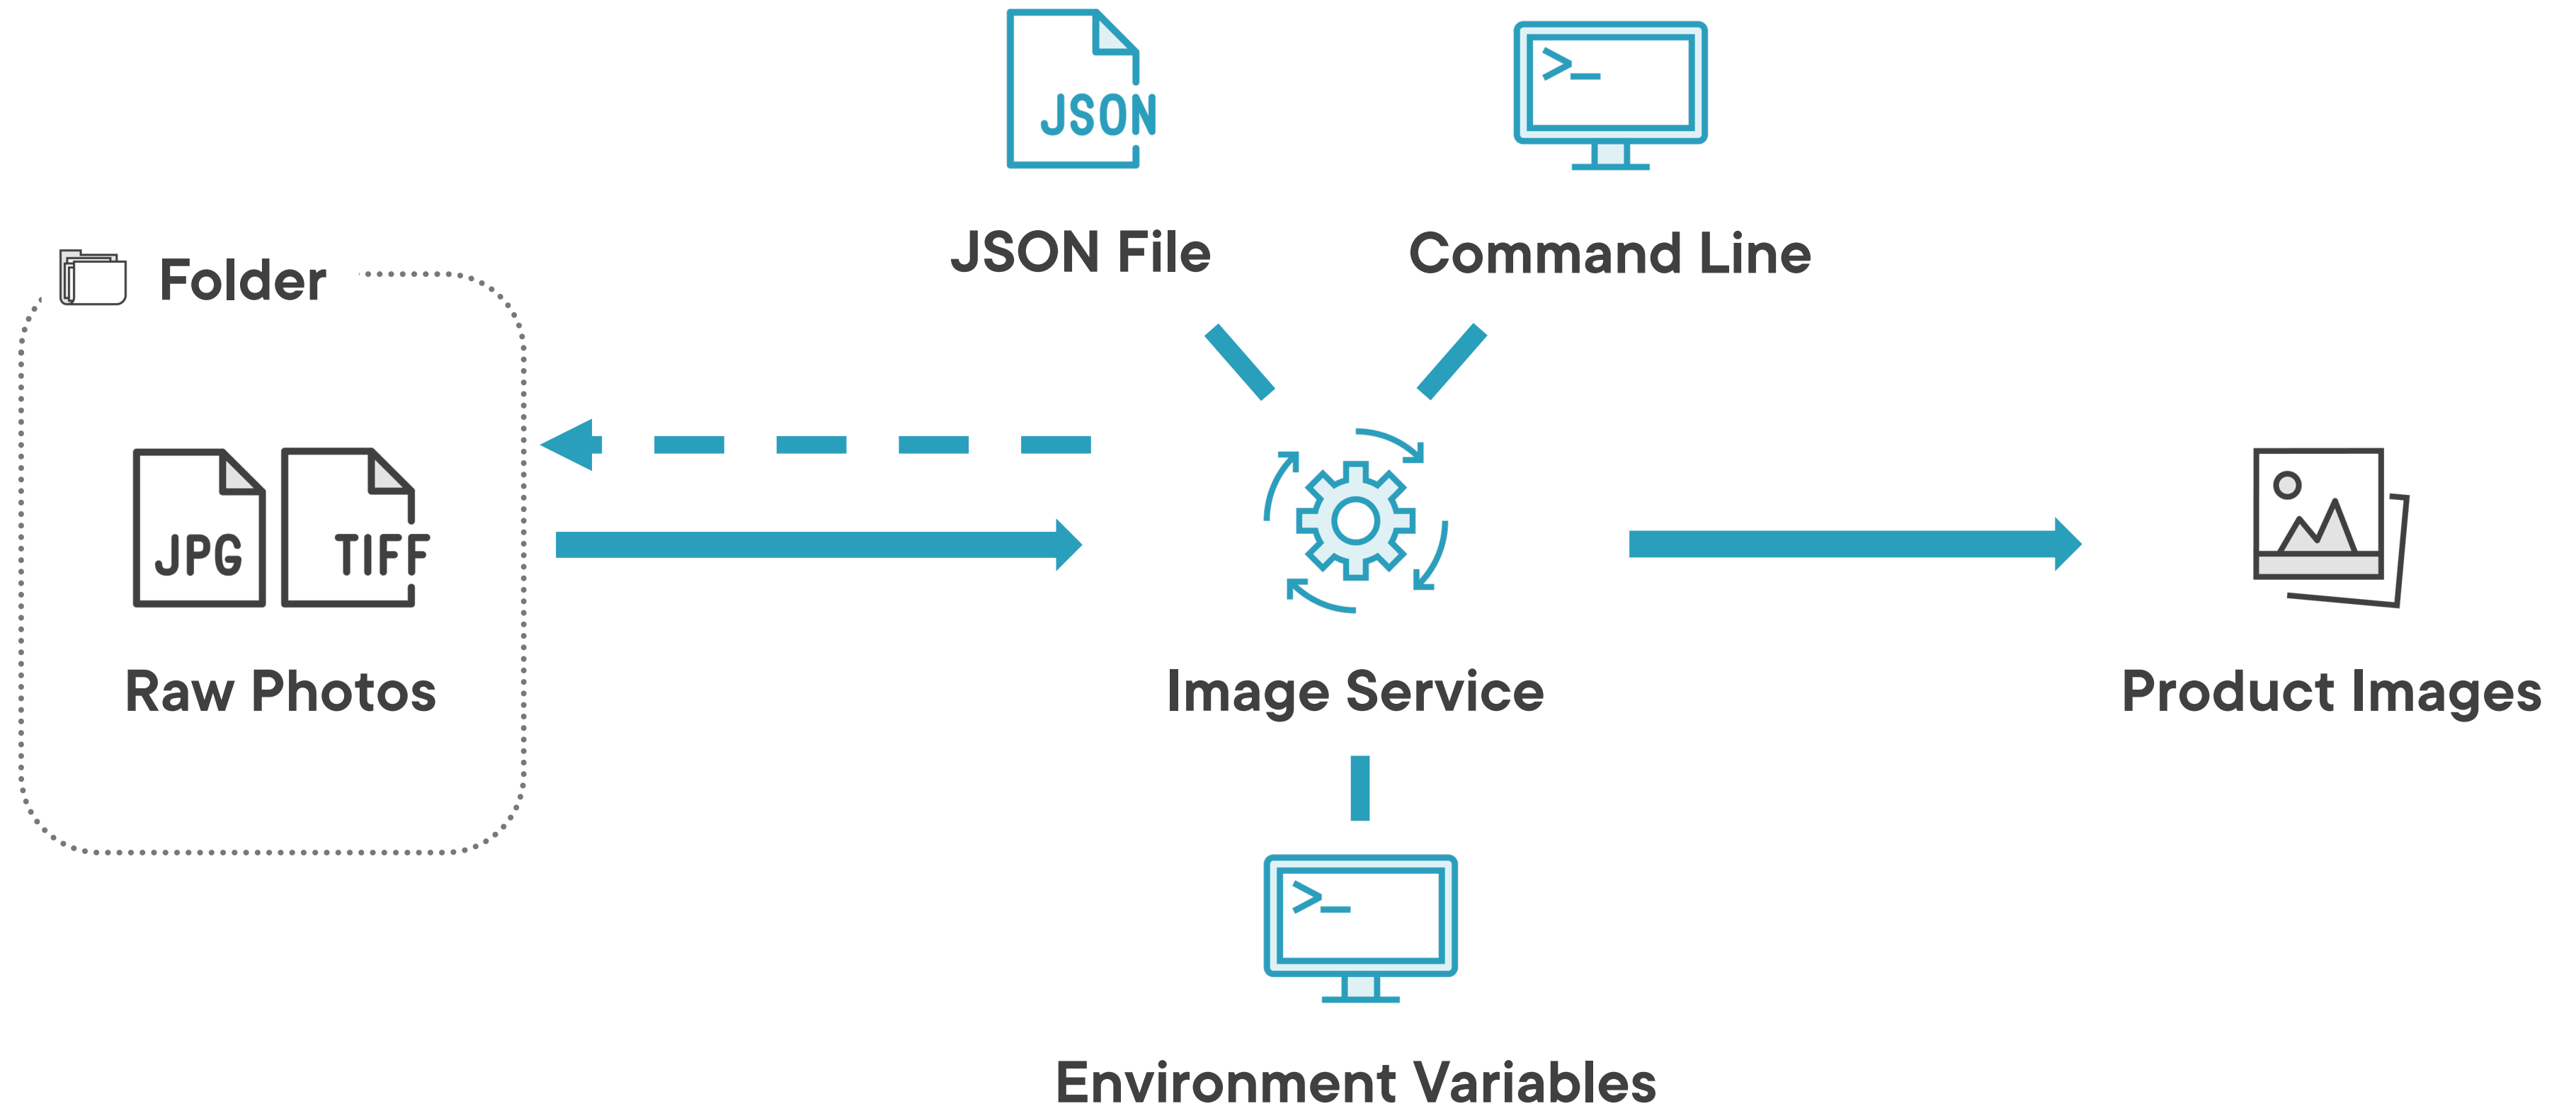 JSON
>_
JSON File
Command Line
Folder
JPG
TIFF
Raw Photos
Image Service
Product Images
>_
Environment Variables